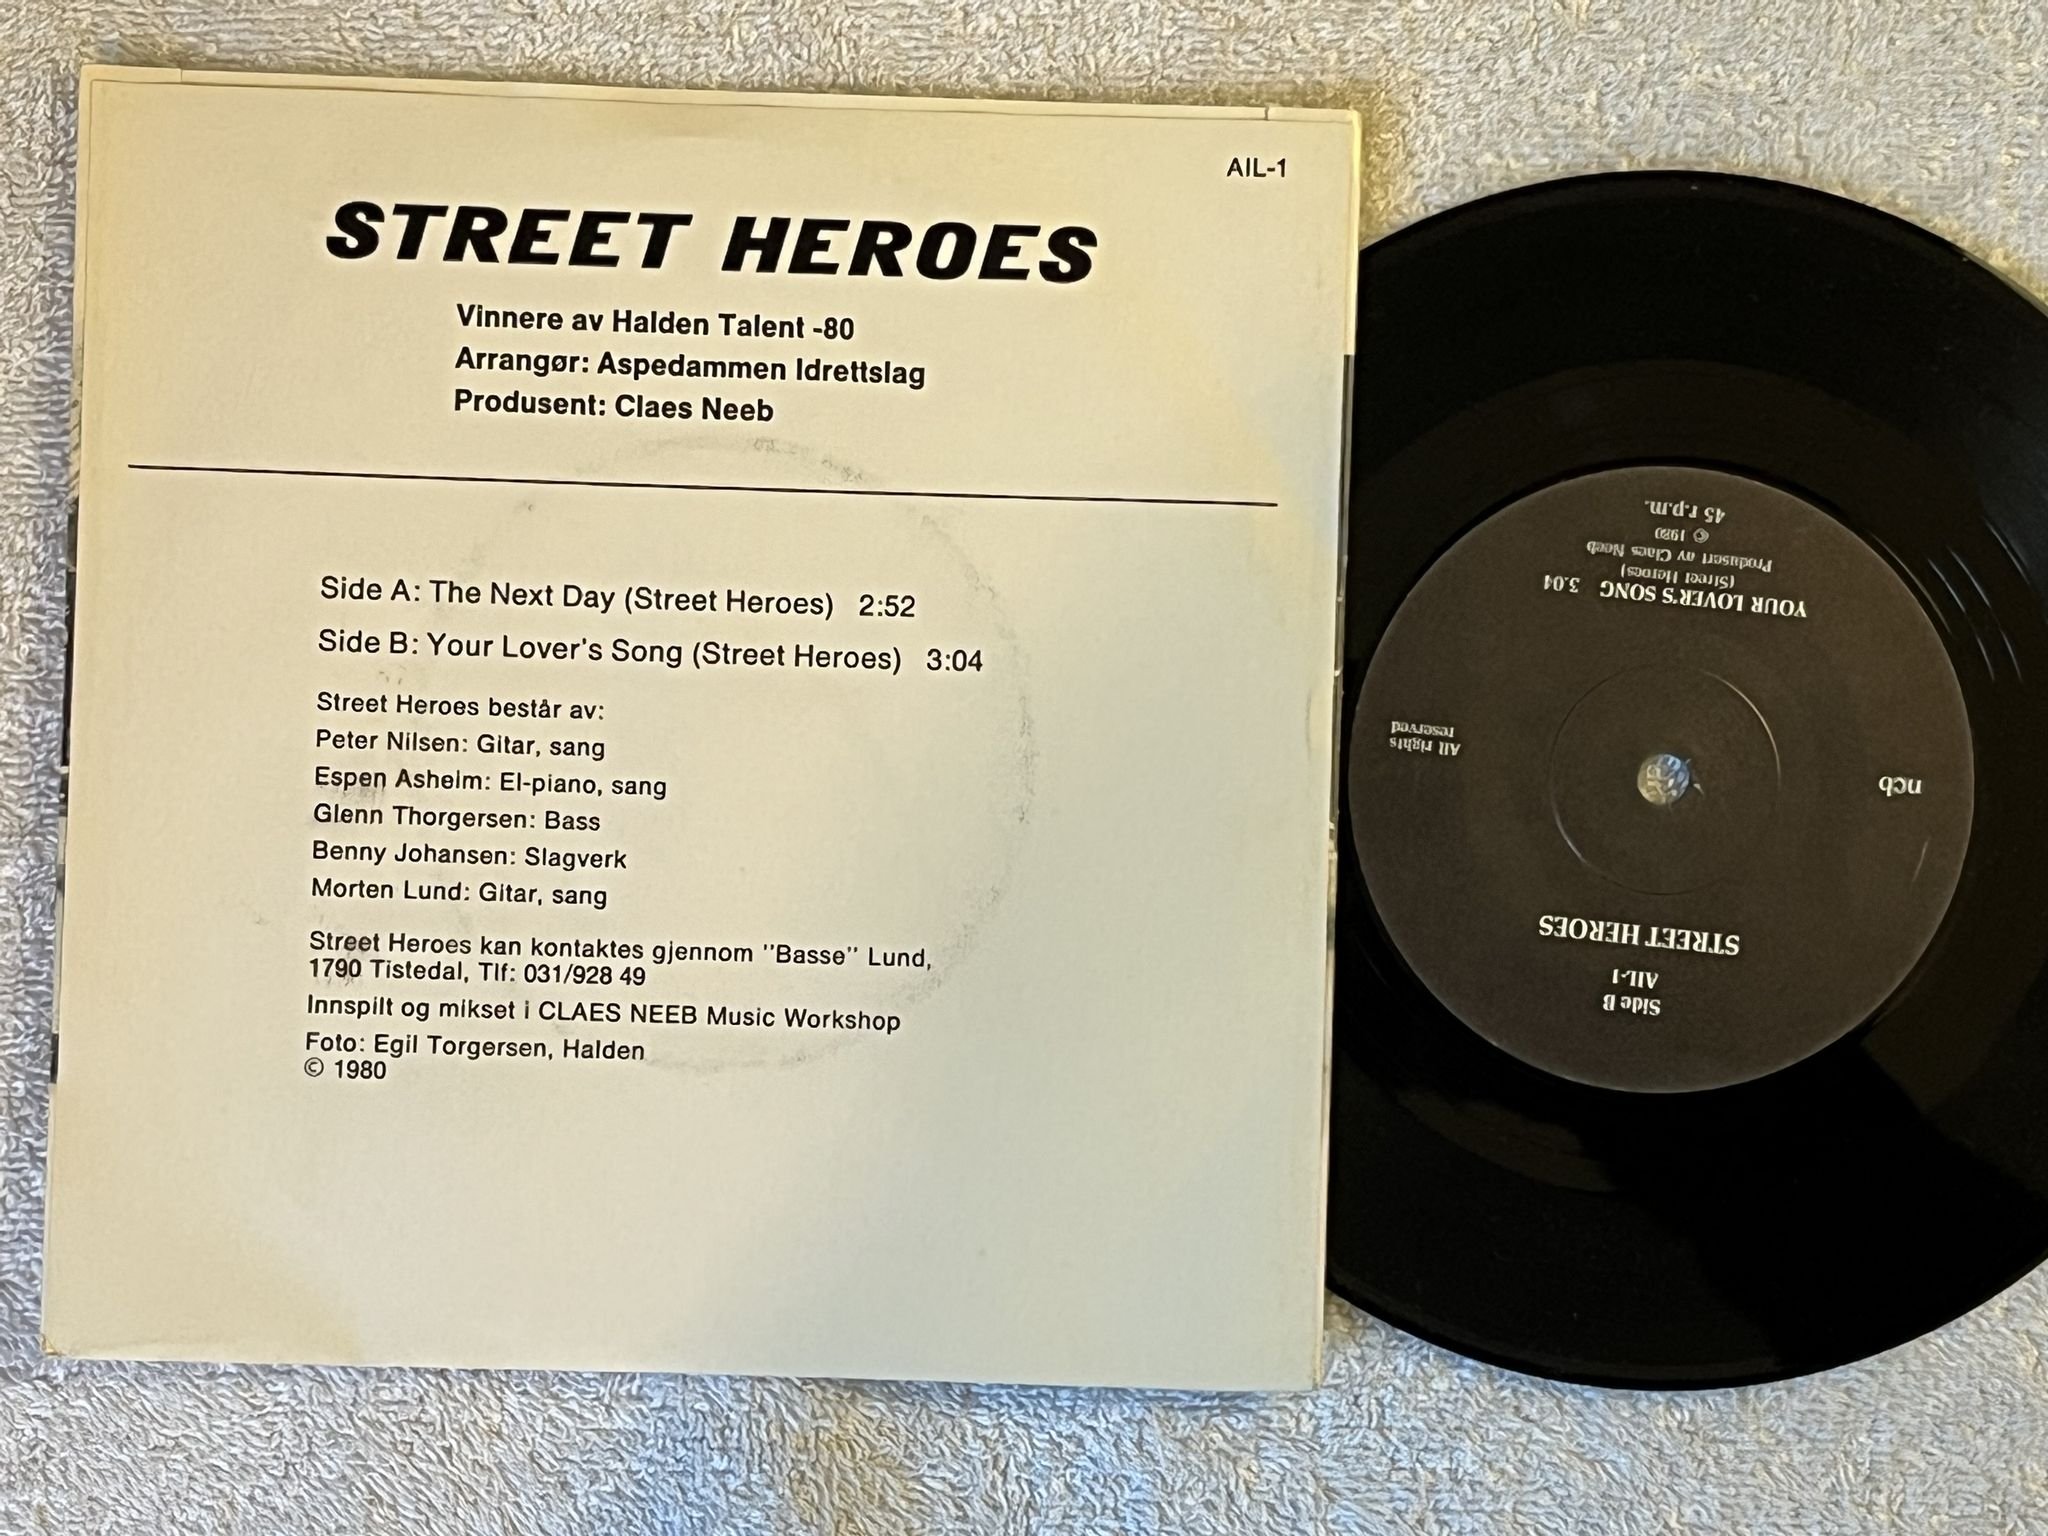 AIL-1
STREET HEROES
Vinnere av Halden Talent -80
Arrangør: Aspedammen Idrettslag
Produsent: Claes Neeb
Side A: The Next Day (Street Heroes) 2:52
Side B: Your Lover's Song (Street Heroes) 3:04
Street Heroes består av:
Peter Nilsen: Gitar, sang
Espen Asheim: El-piano, sang
Glenn Thorgersen: Bass
Benny Johansen: Slagverk
Morten Lund: Gitar, sang
Street Heroes kan kontaktes gjennom "Basse" Lund,
1790 Tistedal, Tlf: 031/928 49
Innspilt og mikset i CLAES NEEB Music Workshop
Foto: Egil Torgersen, Halden
© 1980
Side B
AIL-1
STREET HEROES
ncb
All rights
reserved
YOUR LOVER'S SONG 3.04
(Street Heroes)
Produsert av Claes Neeb
© 1980
45 r.p.m.